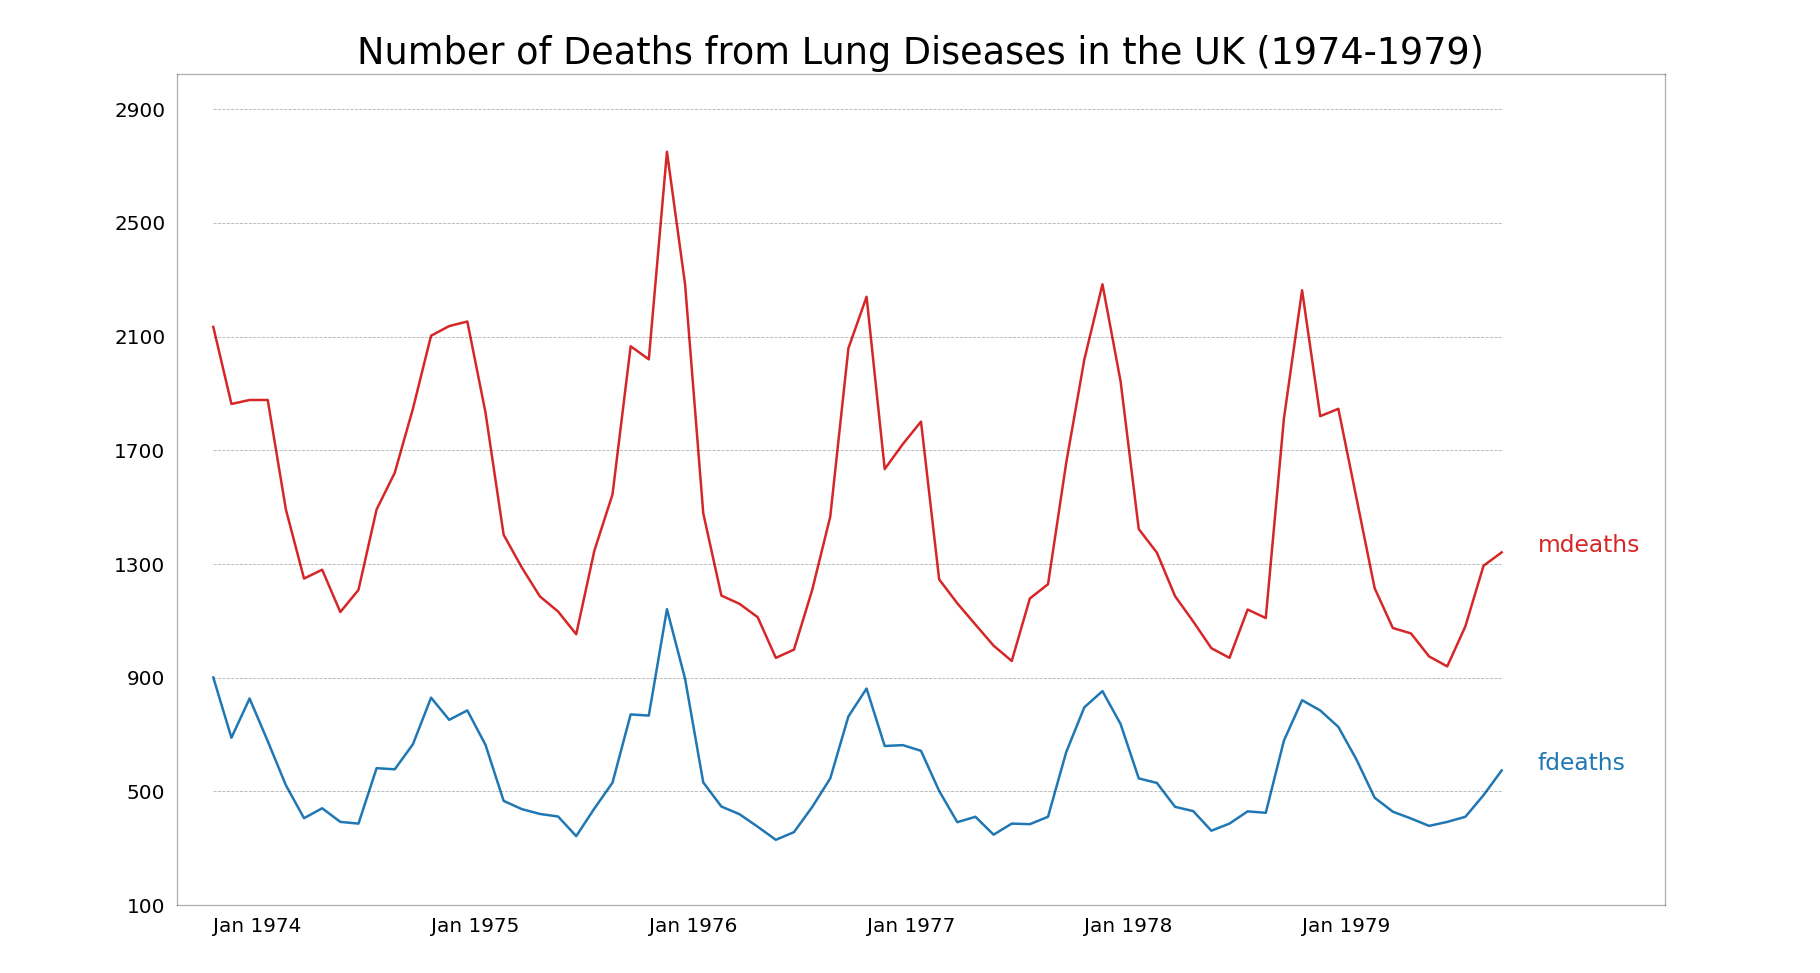 Number of Deaths from Lung Diseases in the UK (1974-1979)
2900
2500
2100
1700
1300
900
500
100
mdeaths
fdeaths
Jan 1974
Jan 1975
Jan 1976
Jan 1977
Jan 1978
Jan 1979